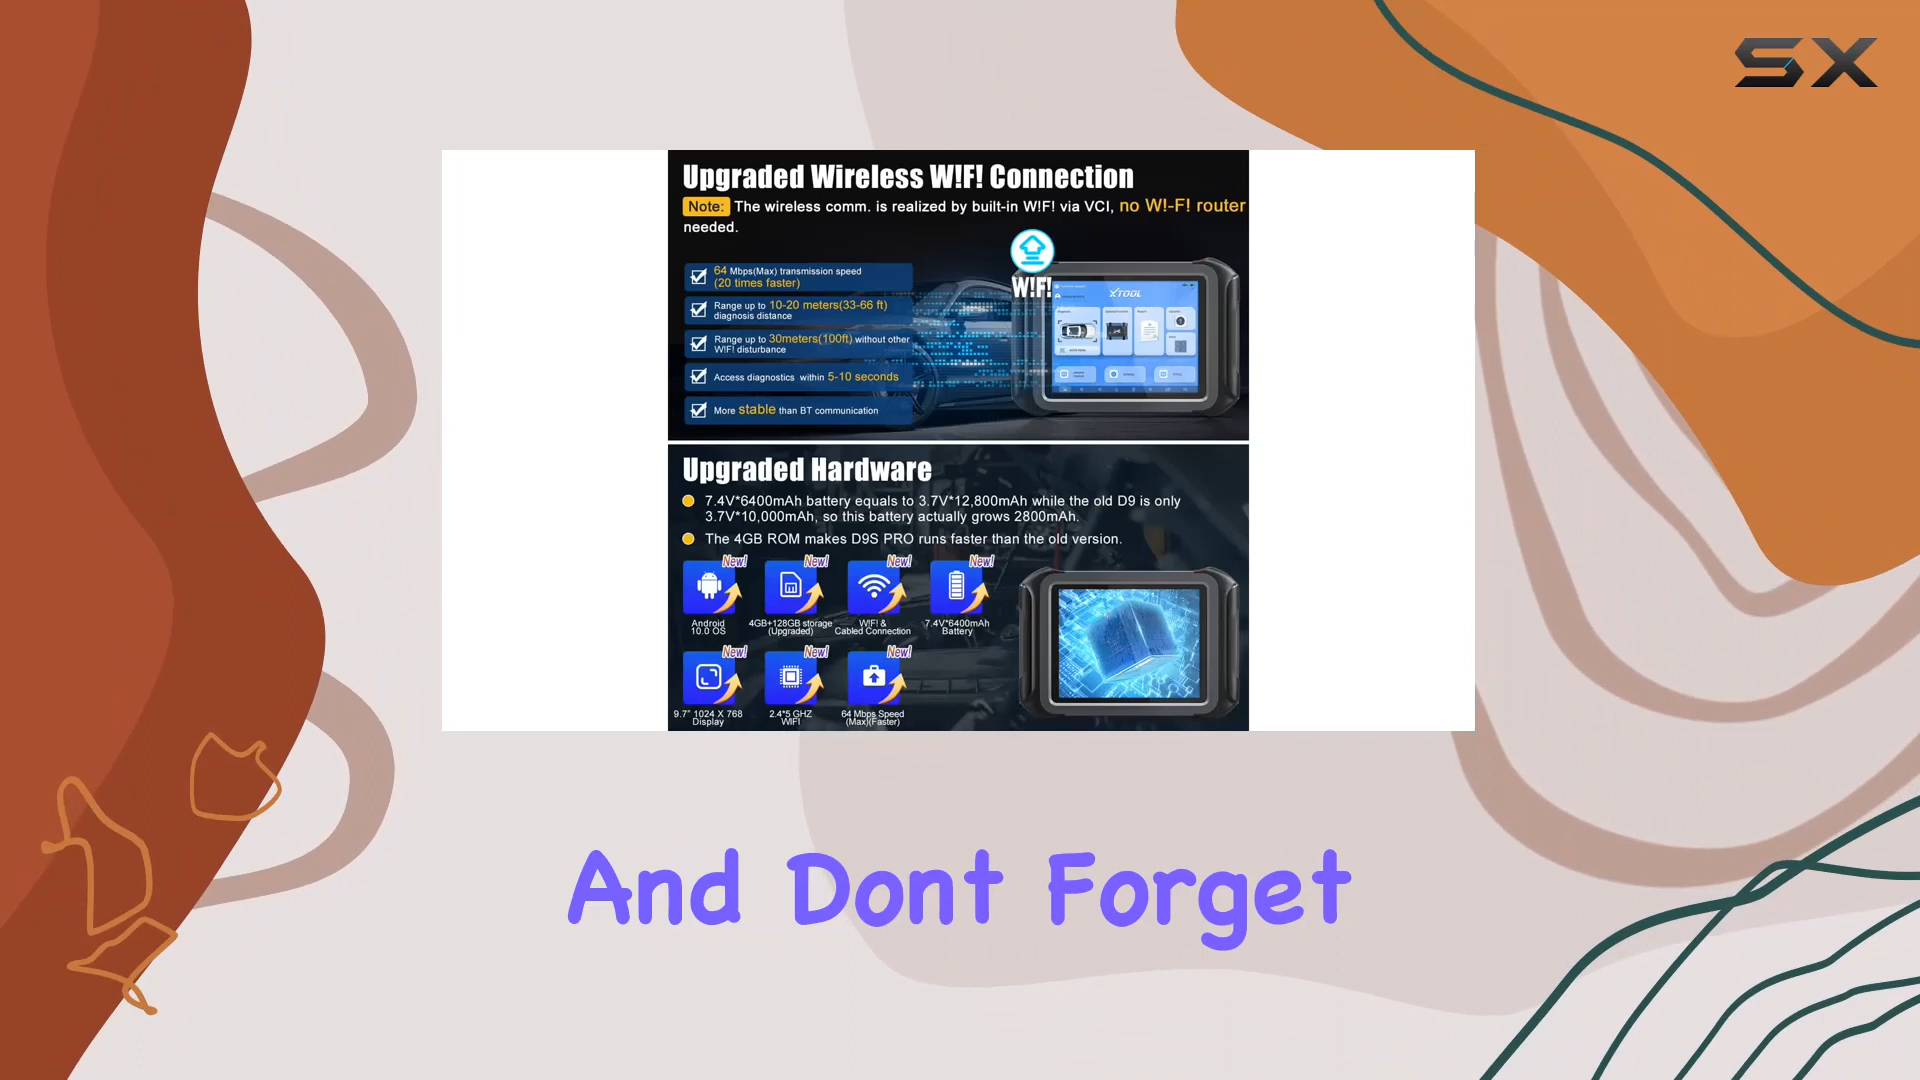 SX
Upgraded Wireless W!F! Connection
Note: The wireless comm. is realized by built-in W!F! via VCI, no W!-F! router
needed.
64 Mbps(Max) transmission speed
(20 times faster)
Range up to 10-20 meters(33-66 ft)
diagnosis distance
Range up to 30meters(100ft) without other
W!F! disturbance
Access diagnostics within 5-10 seconds
More stable than BT communication
W!F!
XTOOL
Upgraded Hardware
7.4V*6400mAh battery equals to 3.7V*12,800mAh while the old D9 is only
3.7V*10,000mAh, so this battery actually grows 2800mAh.
The 4GB ROM makes D9S PRO runs faster than the old version.
New! New! New! New!
Android 4GB+128GB storage W!F! & 7.4V*6400mAh
10.0 OS (Upgraded) Cabled Connection Battery
New! New! New!
9.7" 1024 X 768 2.4*5 GHZ 64 Mbps Speed
Display WIF! (Max)(Faster)
And Dont Forget